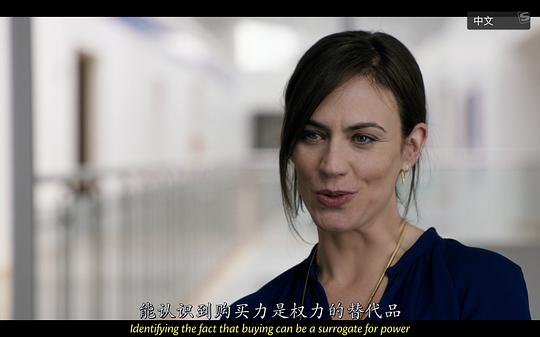 中文
能认识到购买力是权力的替代品
Identifying the fact that buying can be a surrogate for power